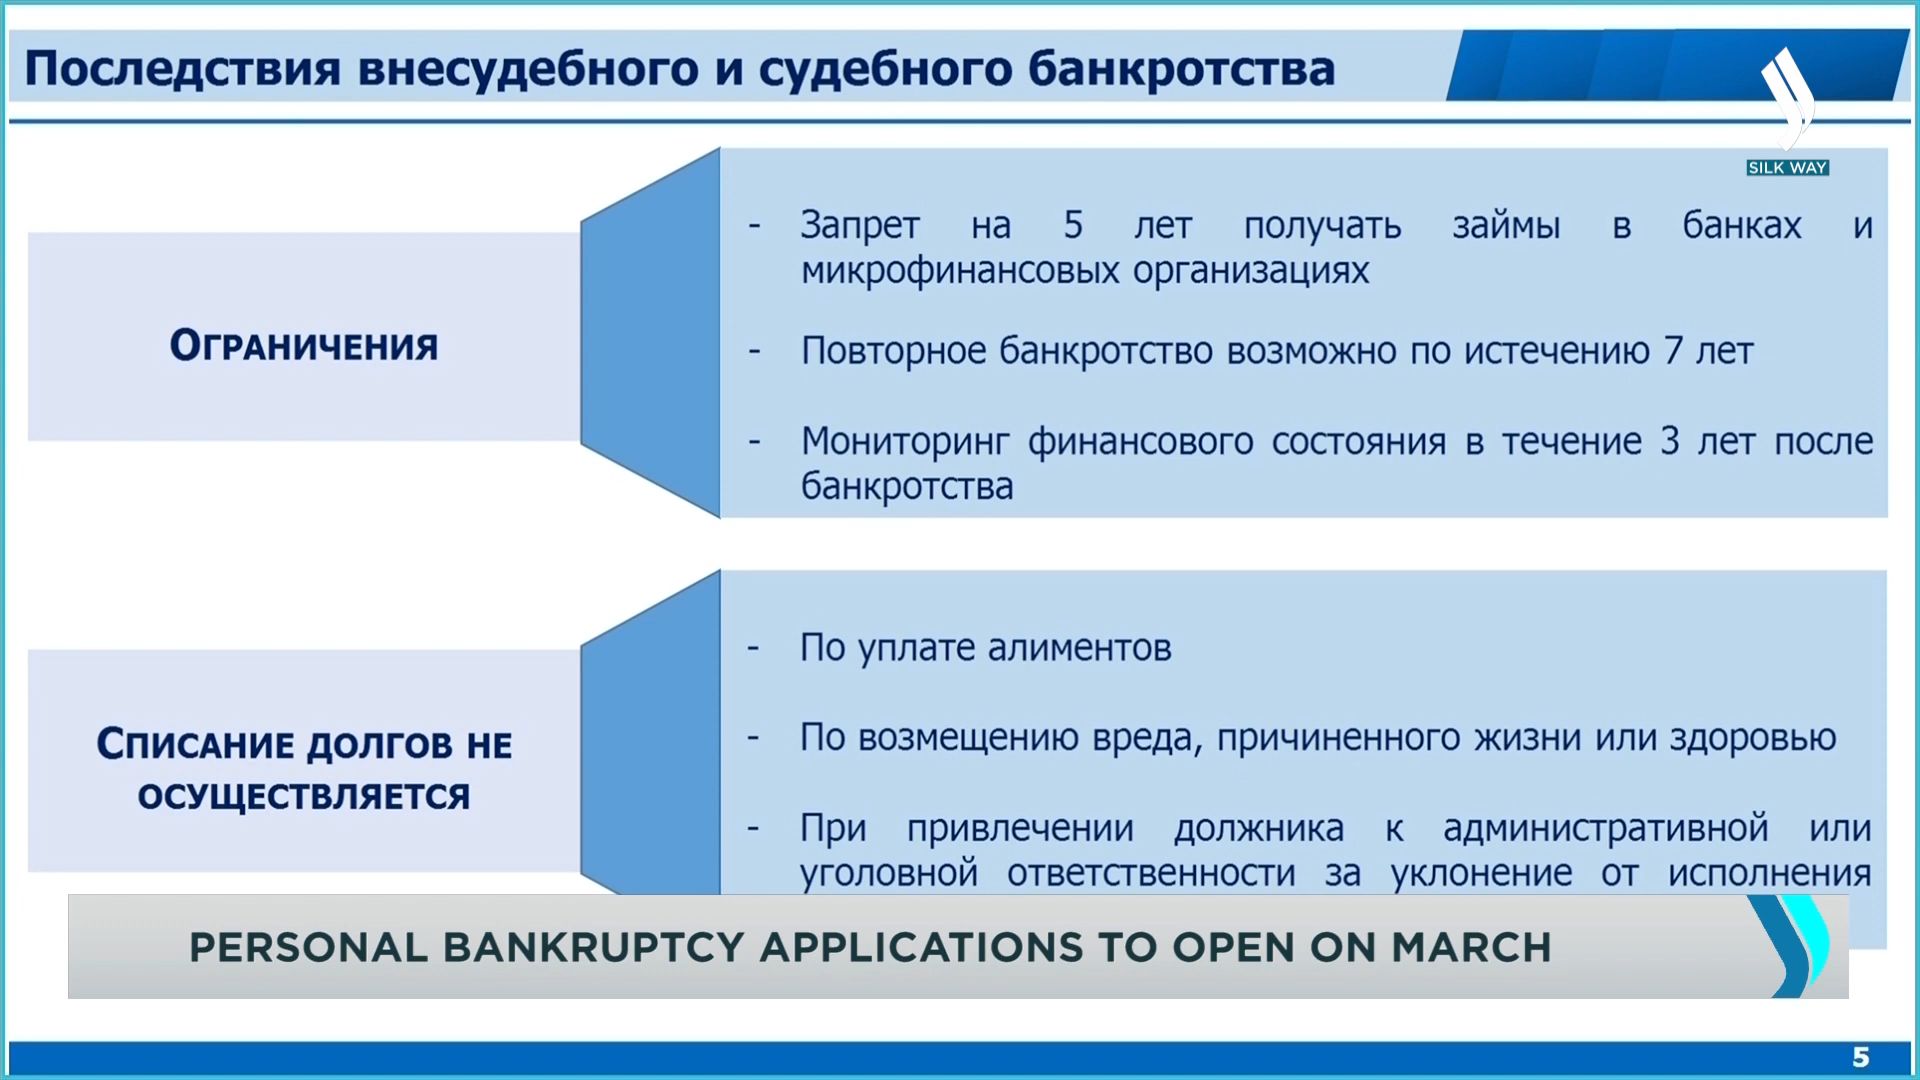 Последствия внесудебного и судебного банкротства
SILK WAY
ОГРАНИЧЕНИЯ
- Запрет на 5 лет получать займы в банках и
микрофинансовых организациях
- Повторное банкротство возможно по истечению 7 лет
- Мониторинг финансового состояния в течение 3 лет после
банкротства
СПИСАНИЕ ДОЛГОВ НЕ
ОСУЩЕСТВЛЯЕТСЯ
- По уплате алиментов
- По возмещению вреда, причиненного жизни или здоровью
- При привлечении должника к административной или
уголовной ответственности за уклонение от исполнения
PERSONAL BANKRUPTCY APPLICATIONS TO OPEN ON MARCH
5